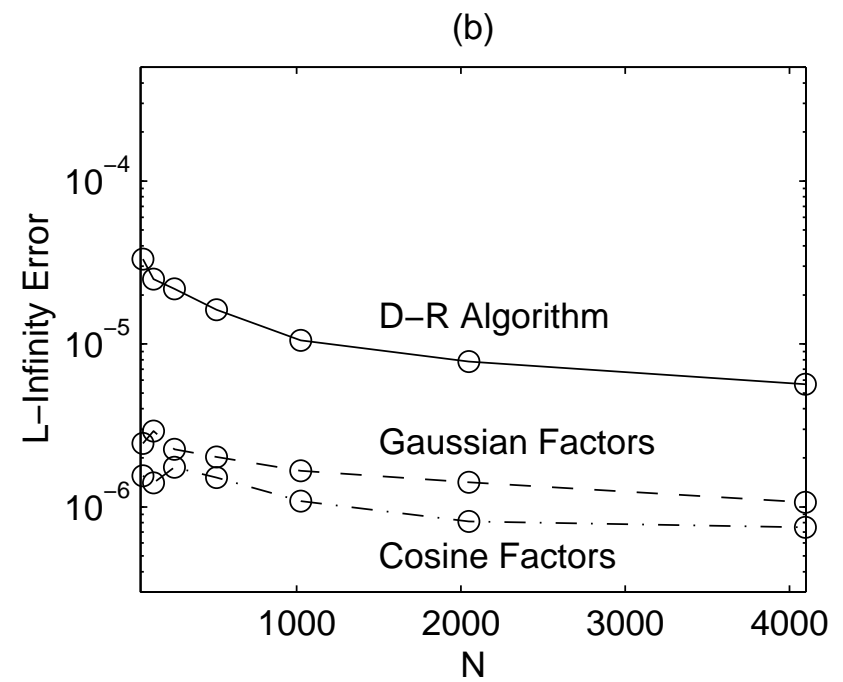 (b)
L−Infinity Error
10−4
10−5
10−6
D−R Algorithm
Gaussian Factors
Cosine Factors
1000 2000 3000 4000
N